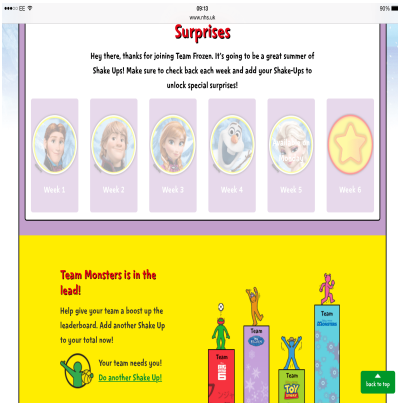 EE 09:13 90%
www.nhs.uk
Surprises
Hey there, thanks for joining Team Frozen. It's going to be a great summer of
Shake Ups! Make sure to check back each week and add your Shake-Ups to
unlock special surprises!
Week 1 Week 2 Week 3 Week 4 Week 5 Week 6
Team Monsters is in the
lead!
Help give your team a boost up the
leaderboard. Add another Shake Up
to your total now!
Your team needs you!
Do another Shake Up!
Team
Team
Team
Team
TOY
STORY
back to top